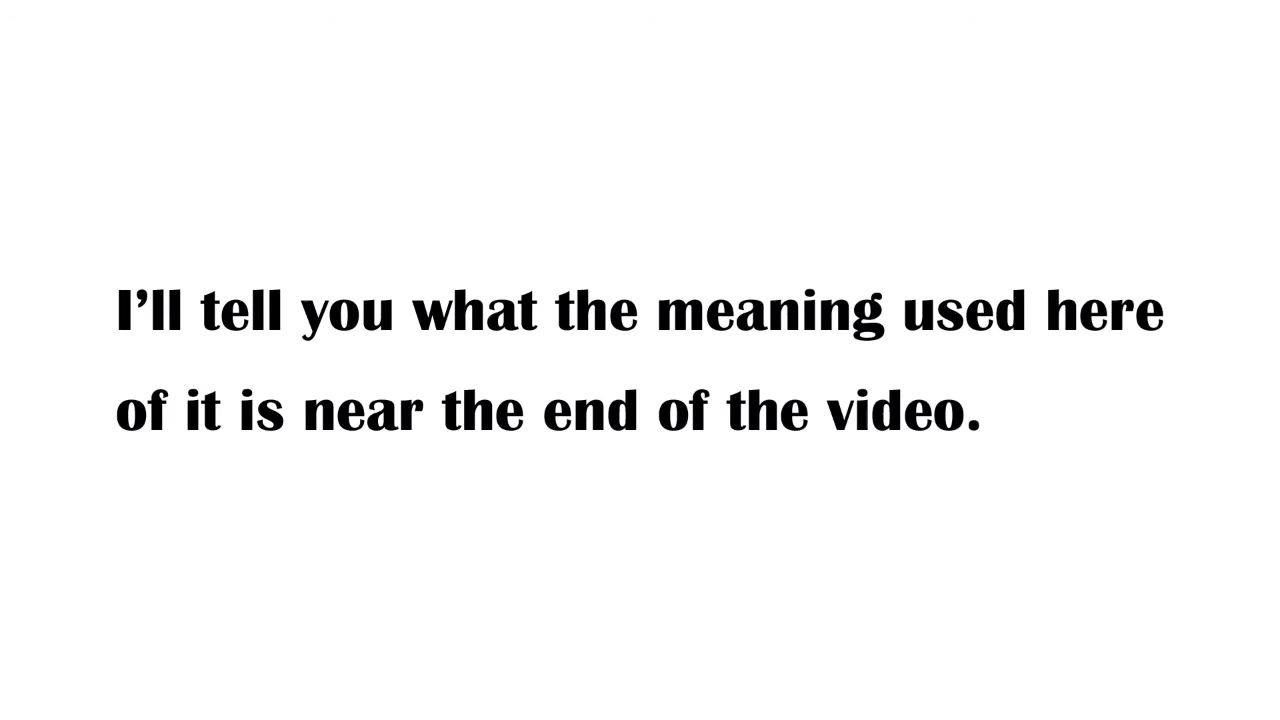 I’ll tell you what the meaning used here
of it is near the end of the video.